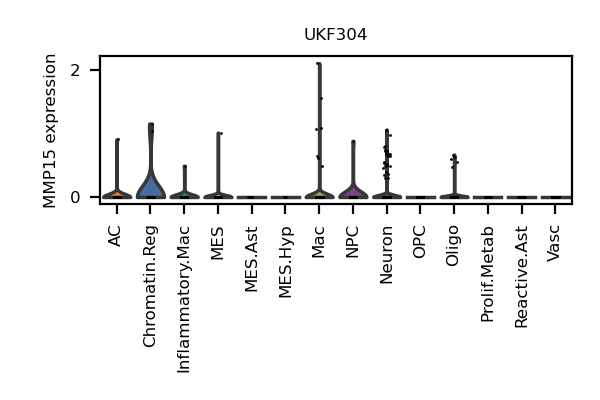 UKF304
MMP15 expression
2
0
AC
Chromatin.Reg
Inflammatory.Mac
MES
MES.Ast
MES.Hyp
Mac
NPC
Neuron
OPC
Oligo
Prolif.Metab
Reactive.Ast
Vasc